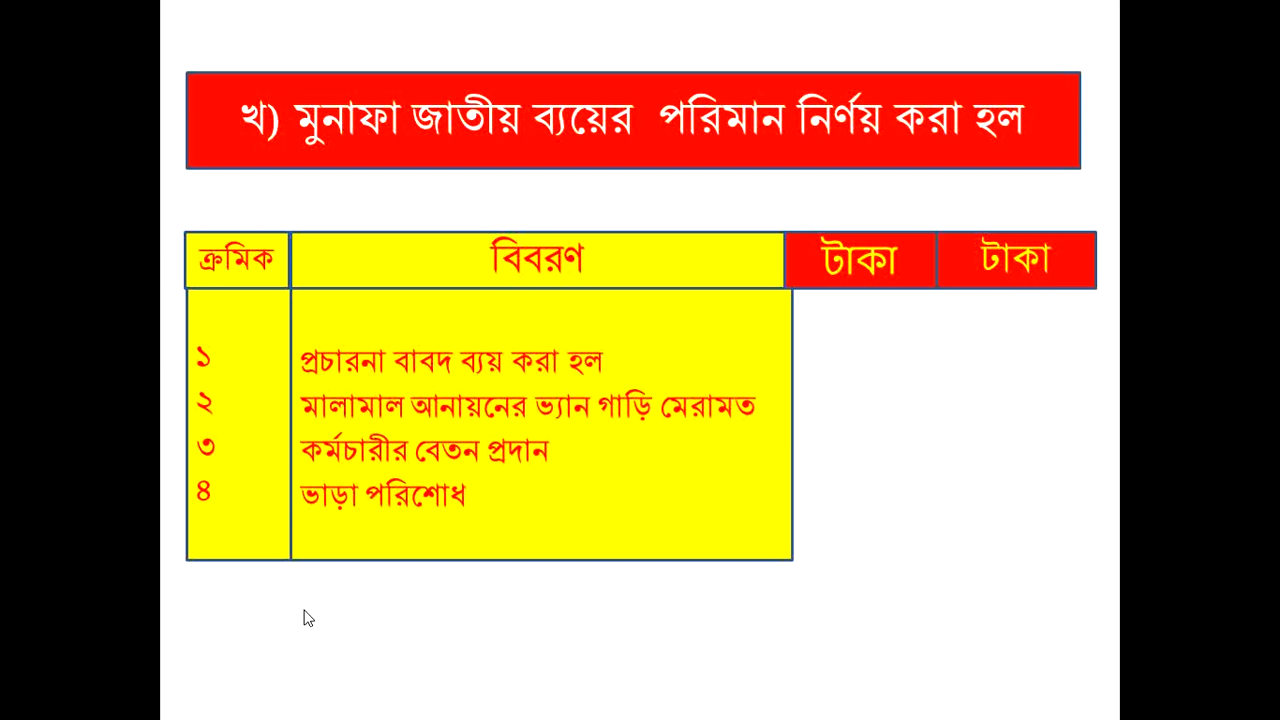 খ) মুনাফা জাতীয় ব্যয়ের পরিমান নির্ণয় করা হল
ক্রমিক বিবরণ টাকা টাকা
১ প্রচারনা বাবদ ব্যয় করা হল
২ মালামাল আনায়নের ভ্যান গাড়ি মেরামত
৩ কর্মচারীর বেতন প্রদান
৪ ভাড়া পরিশোধ